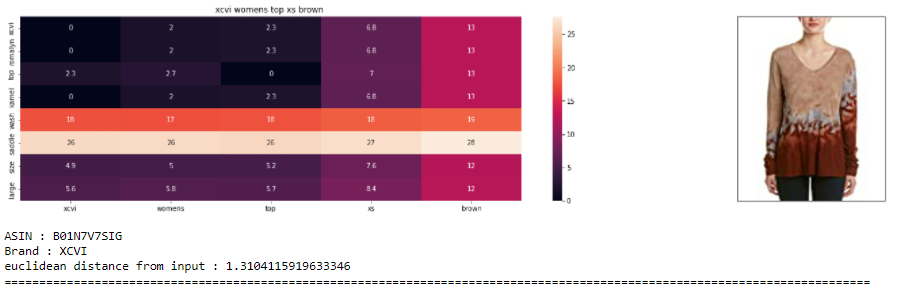 xcvi womens top xs brown
xcvi 0 2 2.3 6.8 13
romalyn 0 2 2.3 6.8 13
top 2.3 2.7 0 7 13
kamel 0 2 2.3 6.8 13
wash 18 17 18 18 19
saddle 26 26 26 27 28
size 4.9 5 5.2 7.6 12
large 5.6 5.8 5.7 8.4 12
xcvi womens top xs brown
25
20
15
10
5
0
ASIN : B01N7V7SIG
Brand : XCVI
euclidean distance from input : 1.3104115919633346
=============================================================================================================================